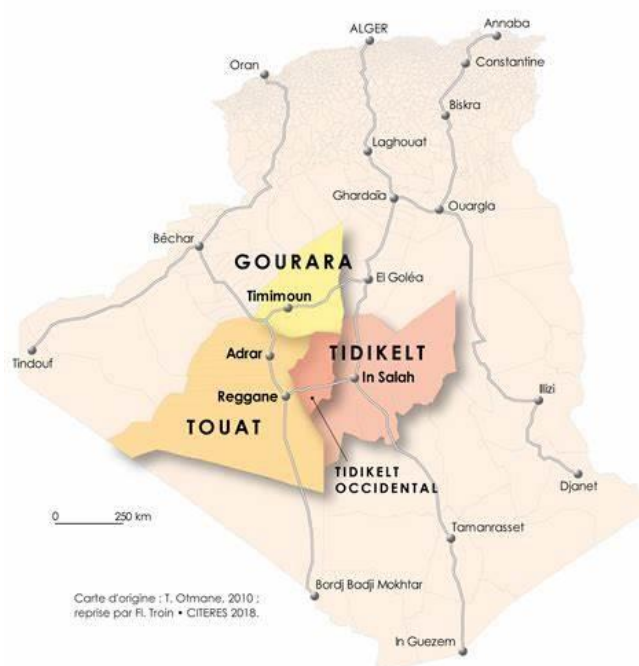 Annaba
ALGER
Constantine
Oran
Biskra
Laghouat
Ghardaïa
Ouargla
Béchar
GOURARA
El Goléa
Timimoun
Tindouf
Adrar
TIDIKELT
In Salah
Reggane
Illizi
TOUAT
TIDIKELT
OCCIDENTAL
Djanet
0 250 km
Tamanrasset
Bordj Badji Mokhtar
Carte d'origine : T. Otmane, 2010 ;
reprise par Fl. Troin • CITERES 2018.
In Guezem